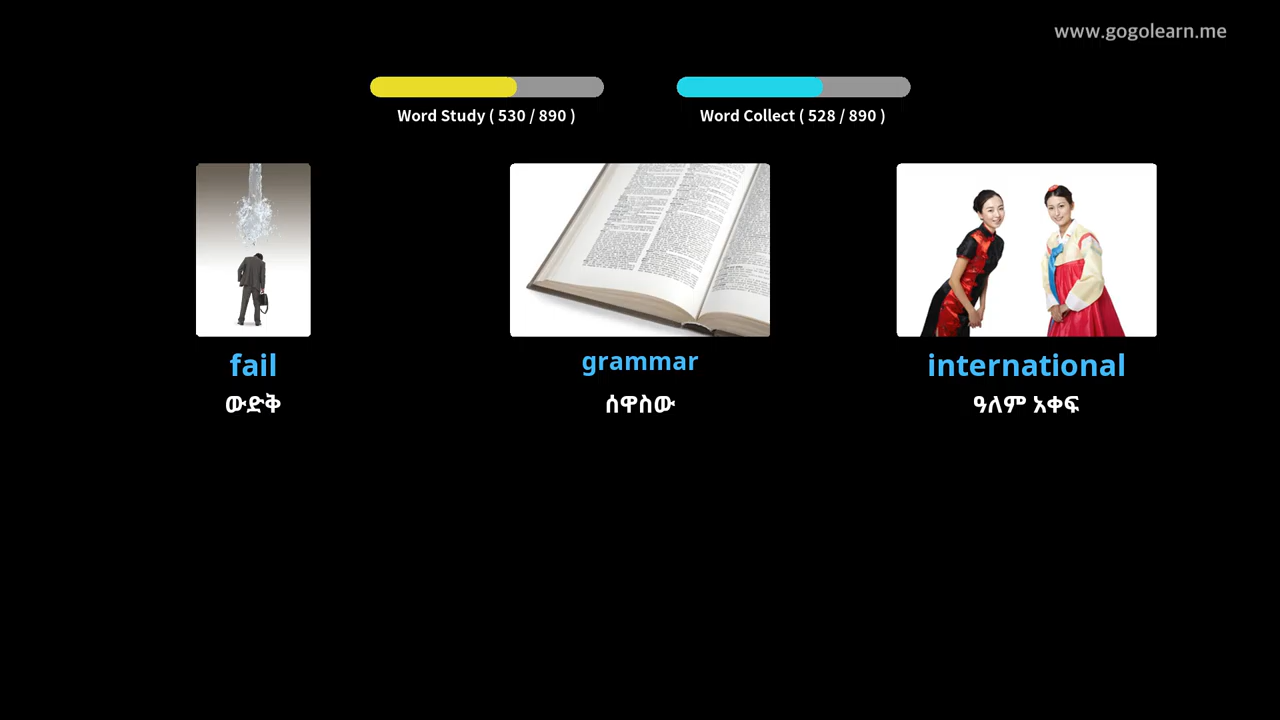 www.gogolearn.me
Word Study ( 530 / 890 )
Word Collect ( 528 / 890 )
fail
grammar
international
ውድቅ
ሰዋስው
ዓለም አቀፍ